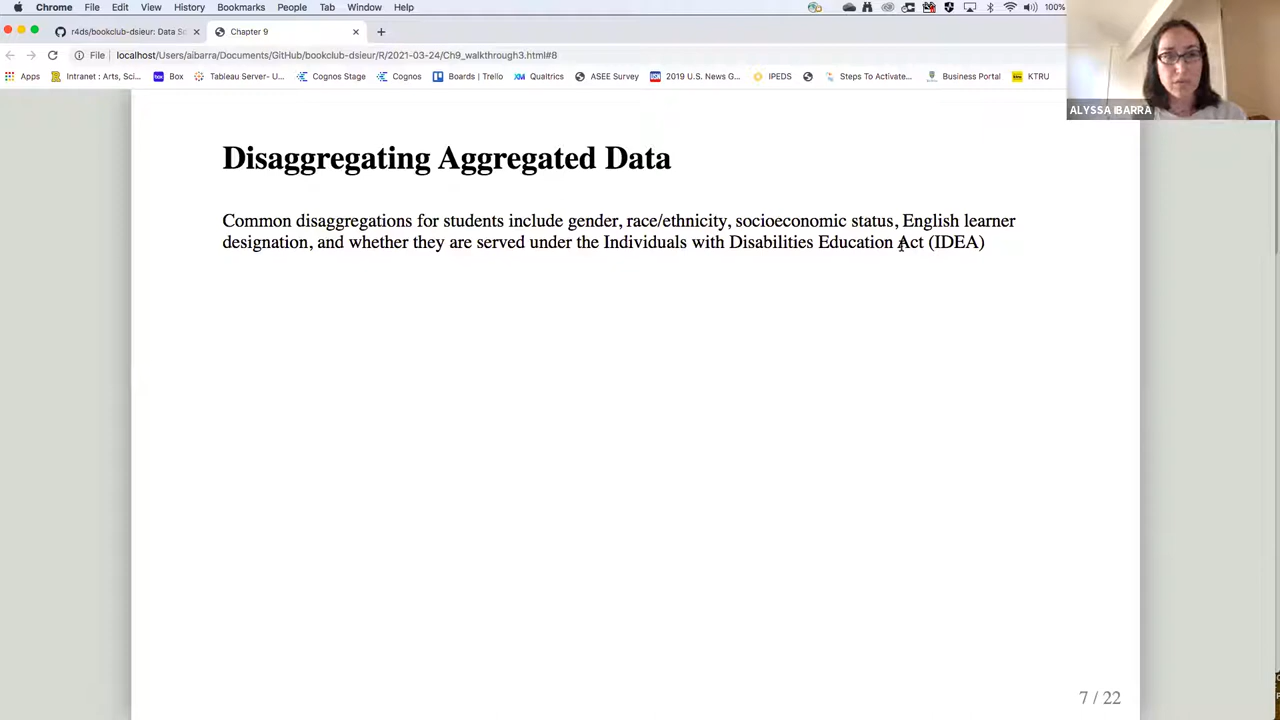 Chrome File Edit View History Bookmarks People Tab Window Help 100%
r4ds/bookclub-dsieur: Data Sc Chapter 9
File localhost/Users/aibarra/Documents/GitHub/bookclub-dsieur/R/2021-03-24/Ch9_walkthrough3.html#8
Apps Intranet : Arts, Sci... Box Tableau Server- U... Cognos Stage Cognos Boards | Trello Qualtrics ASEE Survey 2019 U.S. News G... IPEDS Steps To Activate... Business Portal KTRU
ALYSSA IBARRA
Disaggregating Aggregated Data
Common disaggregations for students include gender, race/ethnicity, socioeconomic status, English learner
designation, and whether they are served under the Individuals with Disabilities Education Act (IDEA)
7 / 22